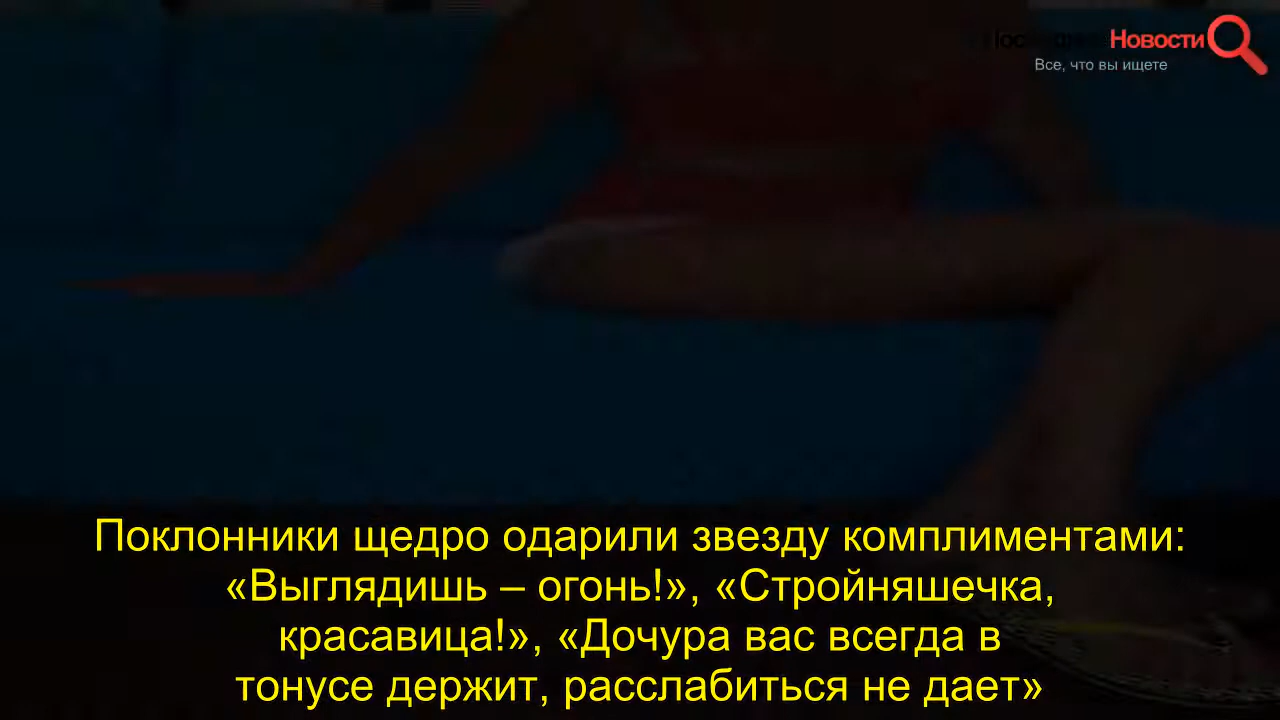 Новости
Все, что вы ищете
Поклонники щедро одарили звезду комплиментами:
«Выглядишь – огонь!», «Стройняшечка,
красавица!», «Дочура вас всегда в
тонусе держит, расслабиться не дает»